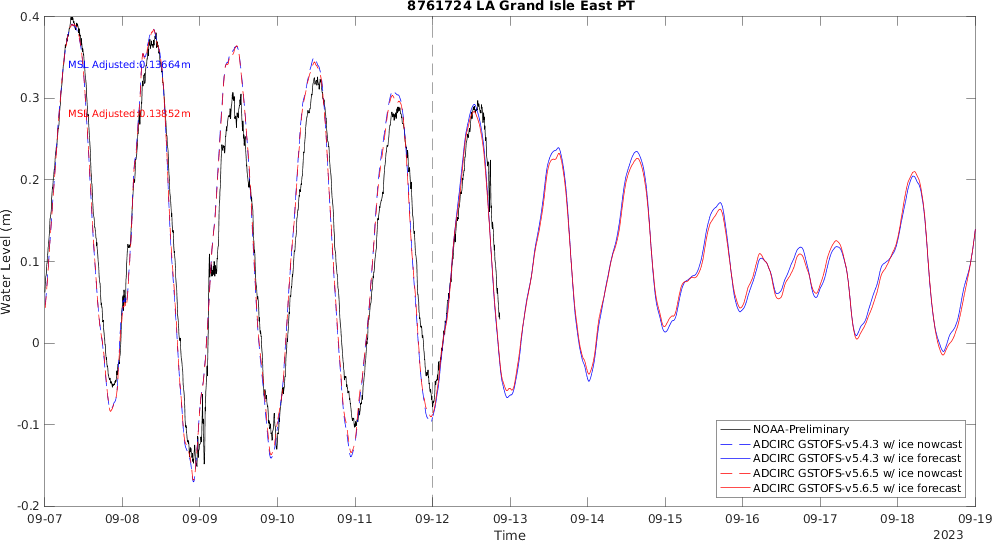 8761724 LA Grand Isle East PT
0.4
0.3
0.2
0.1
0
-0.1
-0.2
Water Level (m)
MSL Adjusted:0.13664m
MSL Adjusted:0.13852m
NOAA-Preliminary
ADCIRC GSTOFS-v5.4.3 w/ ice nowcast
ADCIRC GSTOFS-v5.4.3 w/ ice forecast
ADCIRC GSTOFS-v5.6.5 w/ ice nowcast
ADCIRC GSTOFS-v5.6.5 w/ ice forecast
09-07 09-08 09-09 09-10 09-11 09-12 09-13 09-14 09-15 09-16 09-17 09-18 09-19
Time
2023